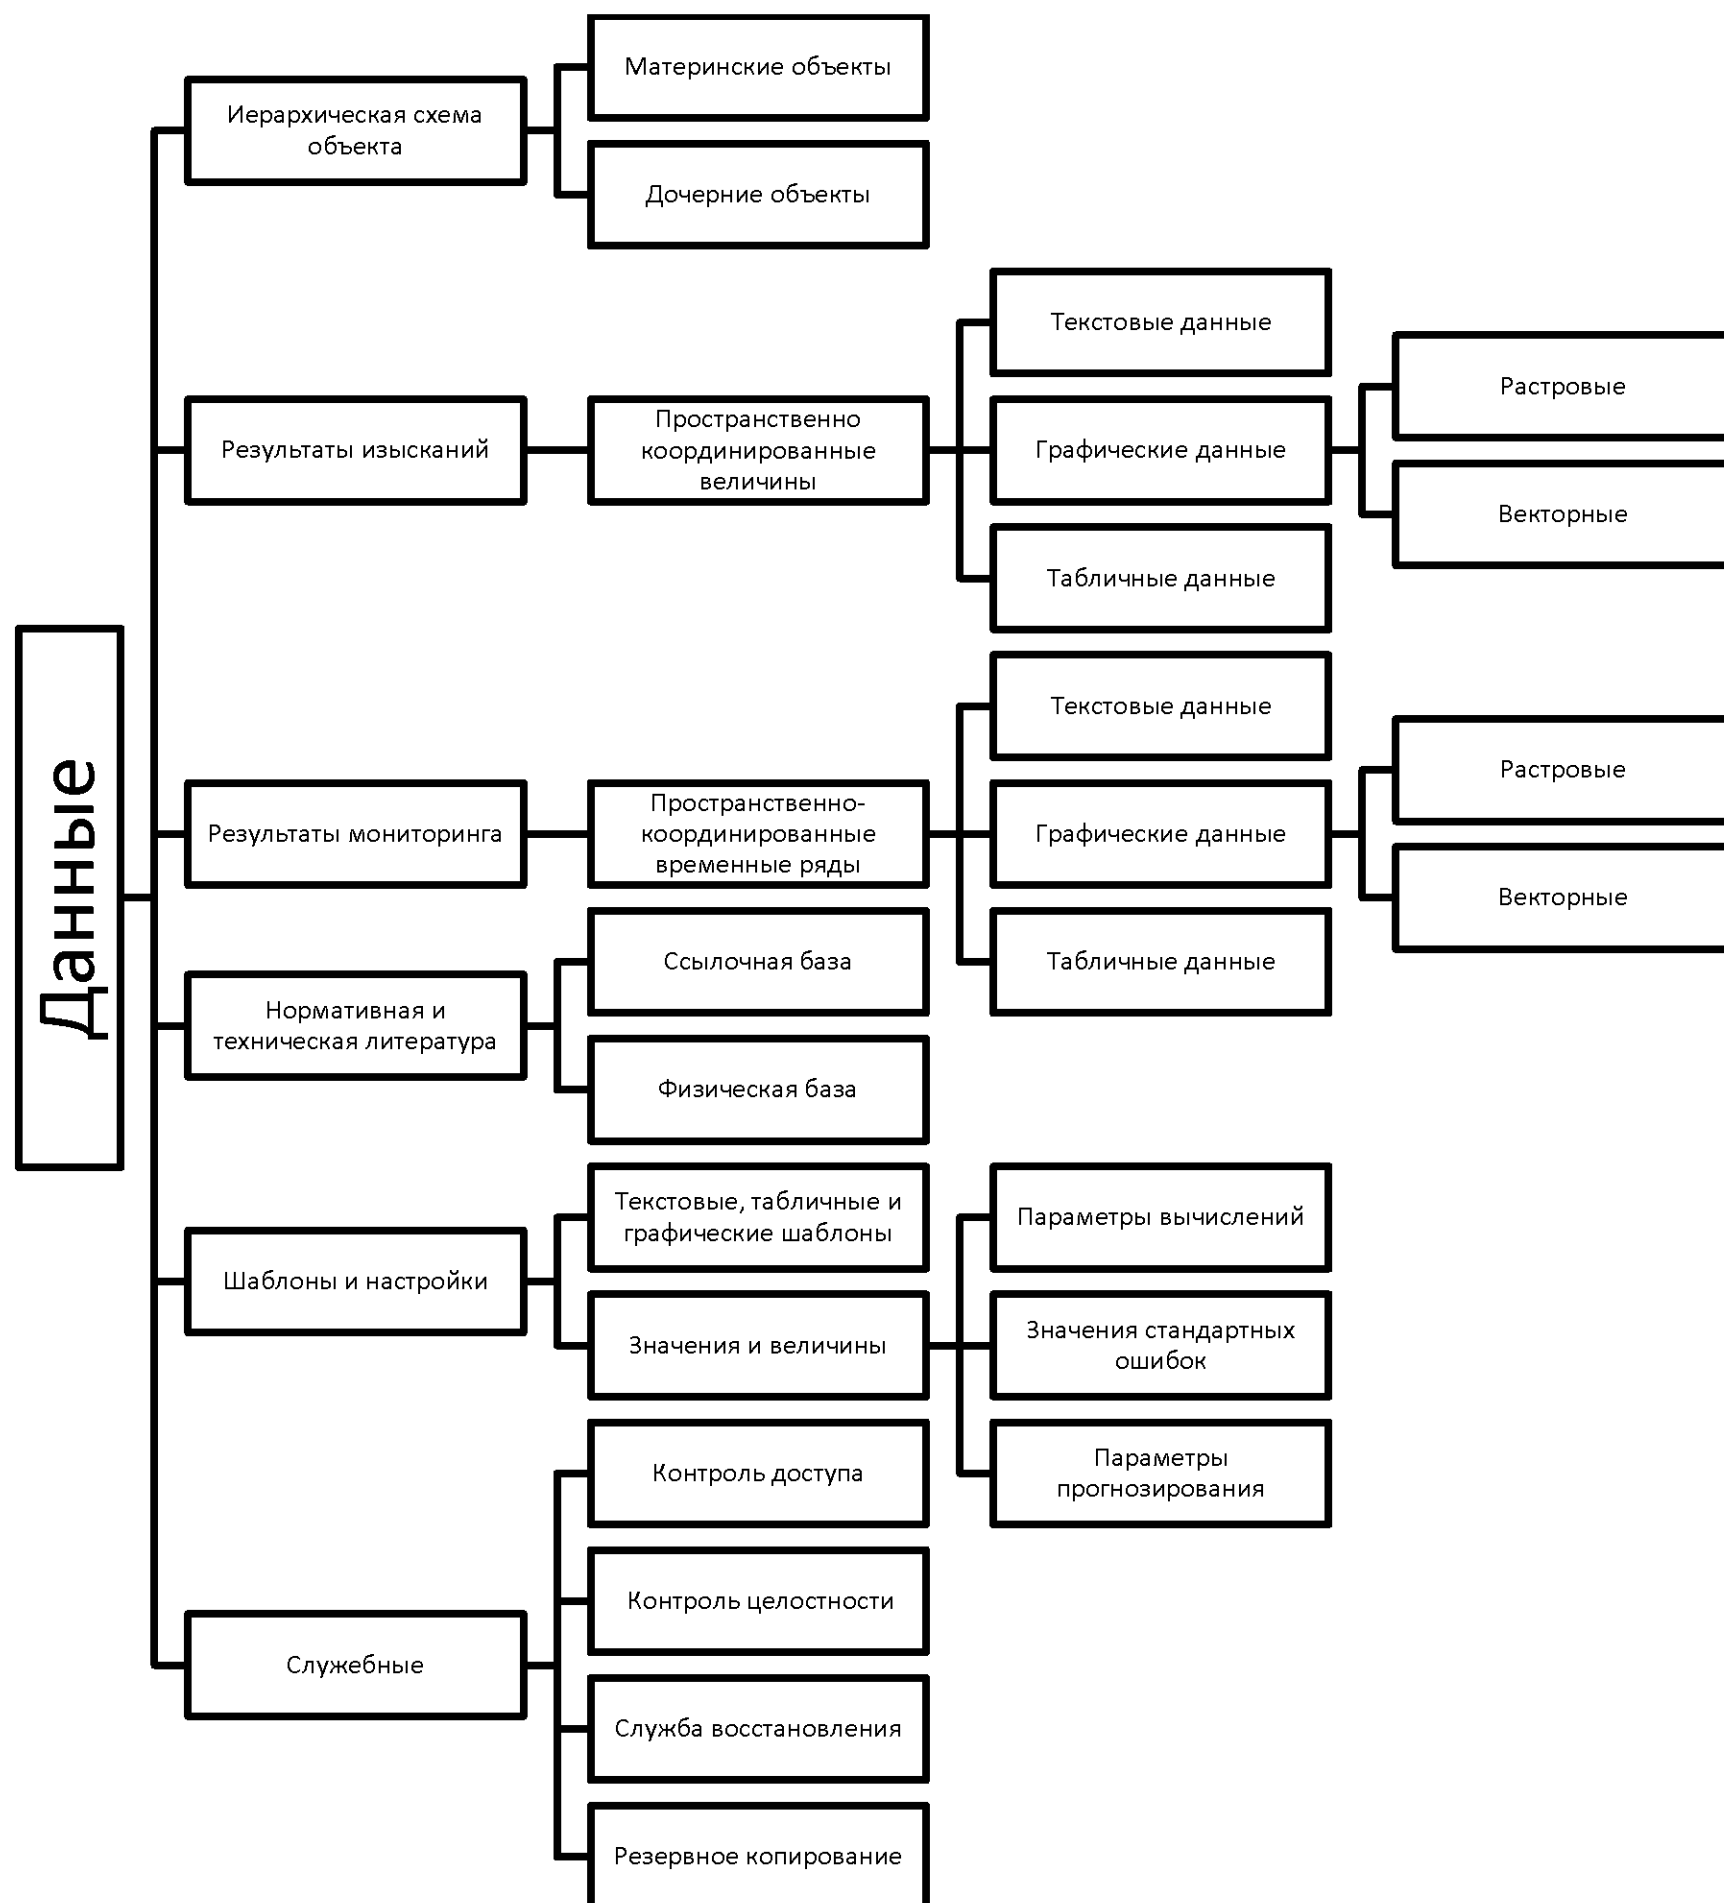 Данные
Иерархическая схема
объекта
Материнские объекты
Дочерние объекты
Результаты изысканий
Пространственно
координированные
величины
Текстовые данные
Графические данные
Растровые
Векторные
Табличные данные
Результаты мониторинга
Пространственно-
координированные
временные ряды
Текстовые данные
Графические данные
Растровые
Векторные
Табличные данные
Нормативная и
техническая литература
Ссылочная база
Физическая база
Шаблоны и настройки
Текстовые, табличные и
графические шаблоны
Значения и величины
Параметры вычислений
Значения стандартных
ошибок
Параметры
прогнозирования
Служебные
Контроль доступа
Контроль целостности
Служба восстановления
Резервное копирование